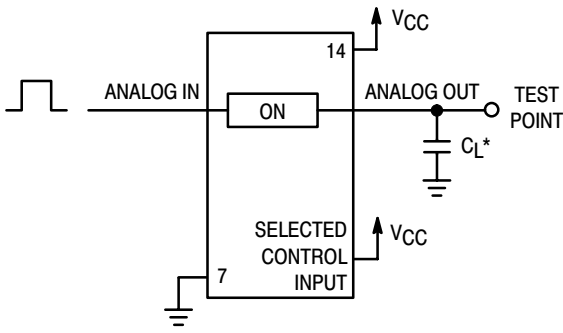 VCC
14
ANALOG IN
ON
ANALOG OUT
TEST
POINT
CL*
SELECTED
CONTROL
INPUT
VCC
7